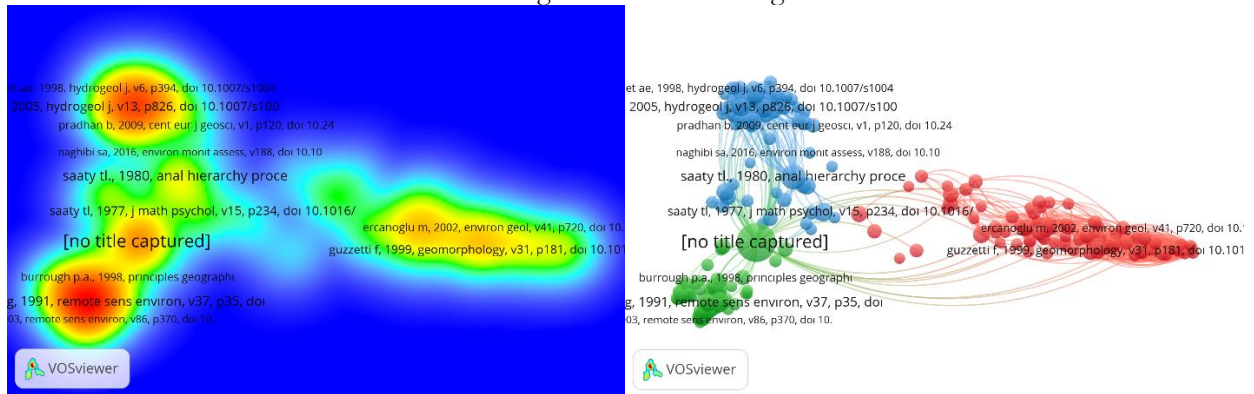 et ae, 1998, hydrogeol j, v6, p394, doi 10.1007/s1004
2005, hydrogeol j, v13, p826, doi 10.1007/s100
pradhan b, 2009, cent eur j geosci, v1, p120, doi 10.24
naghibi sa, 2016, environ monit assess, v188, doi 10.10
saaty tl., 1980, anal hierarchy proce
saaty tl, 1977, j math psychol, v15, p234, doi 10.1016/
ercanoglu m, 2002, environ geol, v41, p720, doi 10.
[no title captured]
guzzetti f, 1999, geomorphology, v31, p181, doi 10.101
burrough p.a., 1998, principles geographi
g, 1991, remote sens environ, v37, p35, doi
03, remote sens environ, v86, p370, doi 10.
VOSviewer
et ae, 1998, hydrogeol j, v6, p394, doi 10.1007/s1004
2005, hydrogeol j, v13, p826, doi 10.1007/s100
pradhan b, 2009, cent eur j geosci, v1, p120, doi 10.24
naghibi sa, 2016, environ monit assess, v188, doi 10.10
saaty tl., 1980, anal hierarchy proce
saaty tl, 1977, j math psychol, v15, p234, doi 10.1016/
ercanoglu m, 2002, environ geol, v41, p720, doi 10.
[no title captured]
guzzetti f, 1999, geomorphology, v31, p181, doi 10.101
burrough p.a., 1998, principles geographi
g, 1991, remote sens environ, v37, p35, doi
03, remote sens environ, v86, p370, doi 10.
VOSviewer